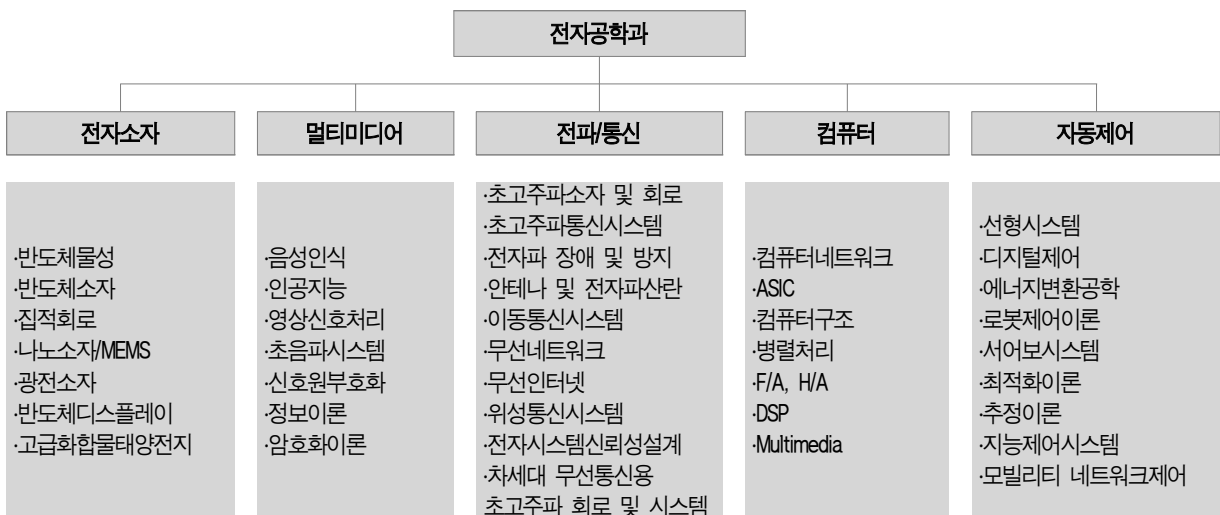 전자공학과
전자소자
멀티미디어
전파/통신
컴퓨터
자동제어
·반도체물성
·반도체소자
·집적회로
·나노소자/MEMS
·광전소자
·반도체디스플레이
·고급화합물태양전지
·음성인식
·인공지능
·영상신호처리
·초음파시스템
·신호원부호화
·정보이론
·암호화이론
·초고주파소자 및 회로
·초고주파통신시스템
·전자파 장애 및 방지
·안테나 및 전자파산란
·이동통신시스템
·무선네트워크
·무선인터넷
·위성통신시스템
·전자시스템신뢰성설계
·차세대 무선통신용
초고주파 회로 및 시스템
·컴퓨터네트워크
·ASIC
·컴퓨터구조
·병렬처리
·F/A, H/A
·DSP
·Multimedia
·선형시스템
·디지털제어
·에너지변환공학
·로봇제어이론
·서어보시스템
·최적화이론
·추정이론
·지능제어시스템
·모빌리티 네트워크제어